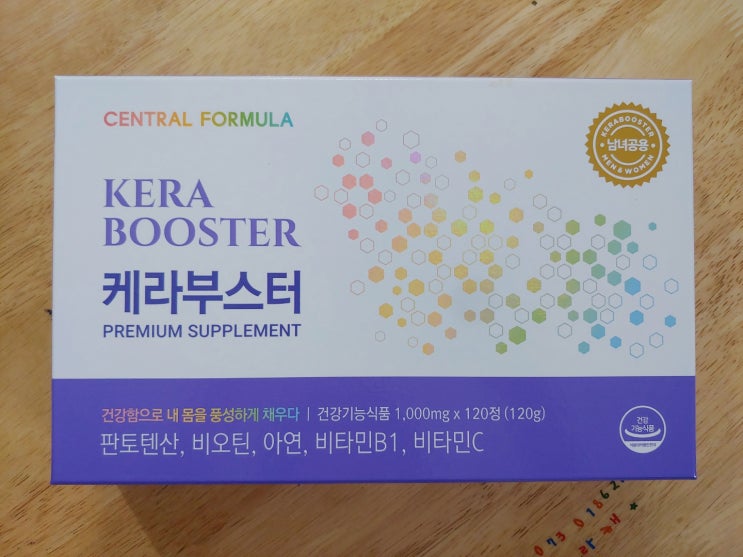 CENTRAL FORMULA
KERABOOSTER
남녀공용
MEN & WOMEN
KERA
BOOSTER
케라부스터
PREMIUM SUPPLEMENT
건강함으로 내 몸을 풍성하게 채우다 | 건강기능식품 1,000mg x 120정 (120g)
판토텐산, 비오틴, 아연, 비타민B1, 비타민C
건강
기능식품